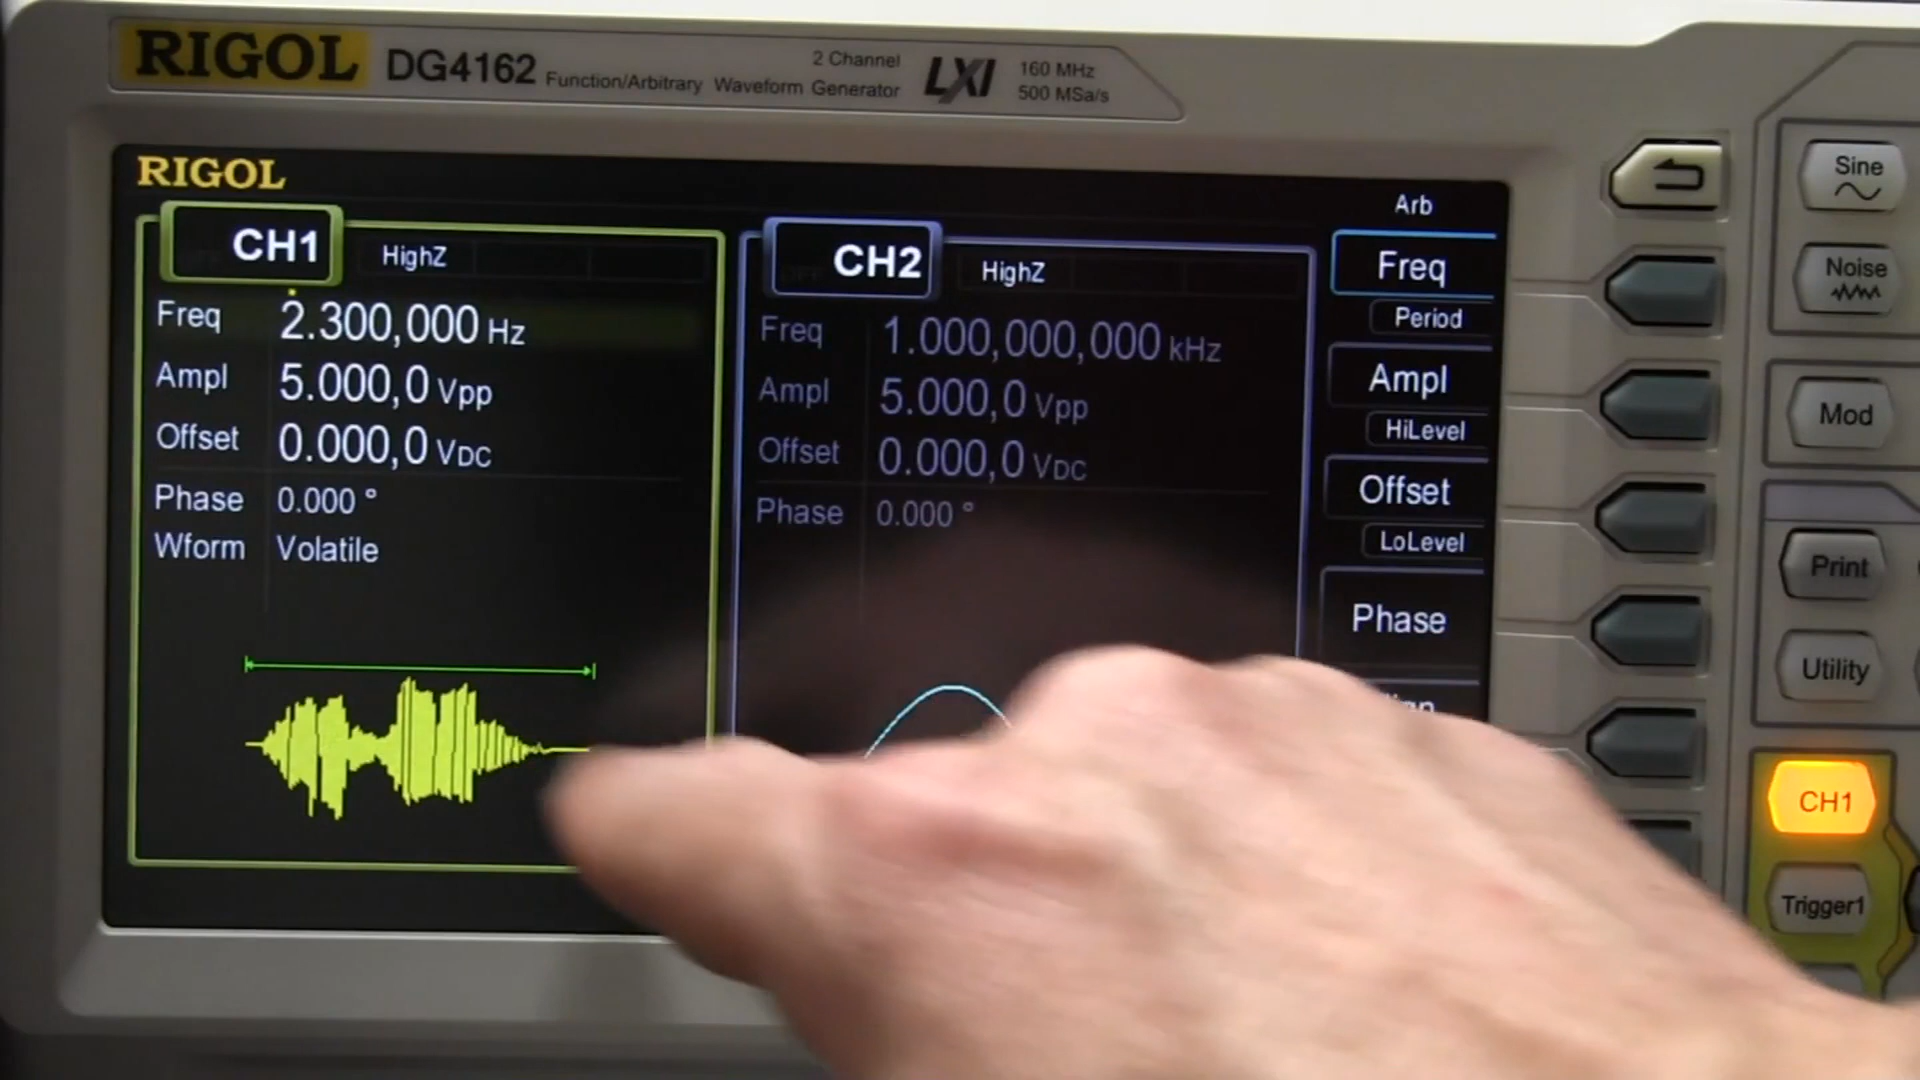 RIGOL DG4162 2 Channel Function/Arbitrary Waveform Generator LXI 160 MHz 500 MSa/s
RIGOL
Arb
CH1 HighZ
Freq 2.300,000 Hz
Ampl 5.000,0 Vpp
Offset 0.000,0 VDC
Phase 0.000 °
Wform Volatile
CH2 HighZ
Freq 1.000,000,000 kHz
Ampl 5.000,0 Vpp
Offset 0.000,0 VDC
Phase 0.000 °
Freq
Period
Ampl
HiLevel
Offset
LoLevel
Phase
Sine
Noise
Mod
Print
Utility
CH1
Trigger1